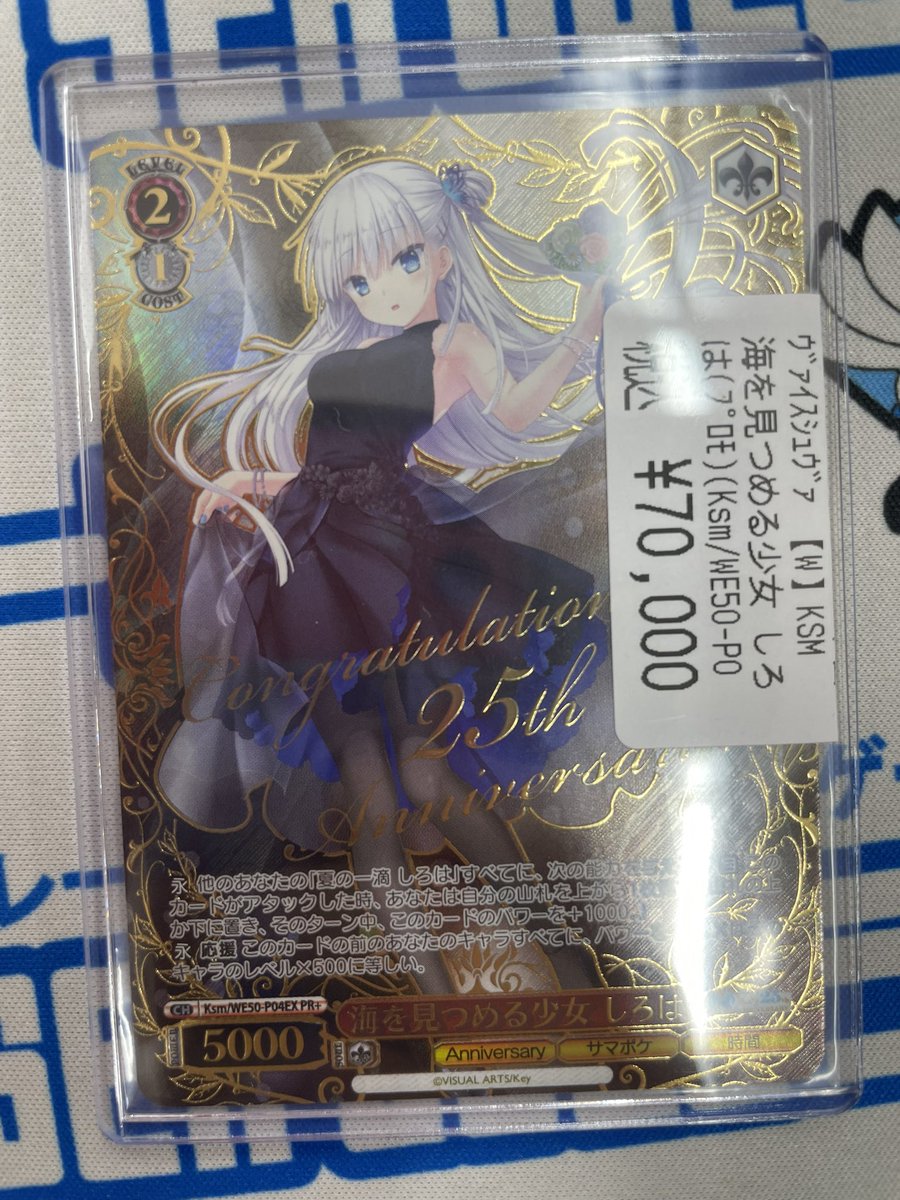 LEVEL
2
1
COST
ヴァイスシュヴァ 【W】KSM
海を見つめる少女 しろ
は(プロモ)(Ksm/WE50-P0
税込 ¥70,000
Congratulation
25th
永 他のあなたの「夏の一滴 しろは」すべてに、次の能力を
カードがアタックした時、あなたは自分の山札を上から1枚
か下に置き、そのターン中、このカードのパワーを+1000
永 応援 このカードの前のあなたのキャラすべてに、パワー
キャラのレベル×500に等しい。
CH Ksm/WE50-P04EX PR+
海を見つめる少女 しろは
5000
Anniversary サマポケ 時間
©VISUAL ARTS/Key